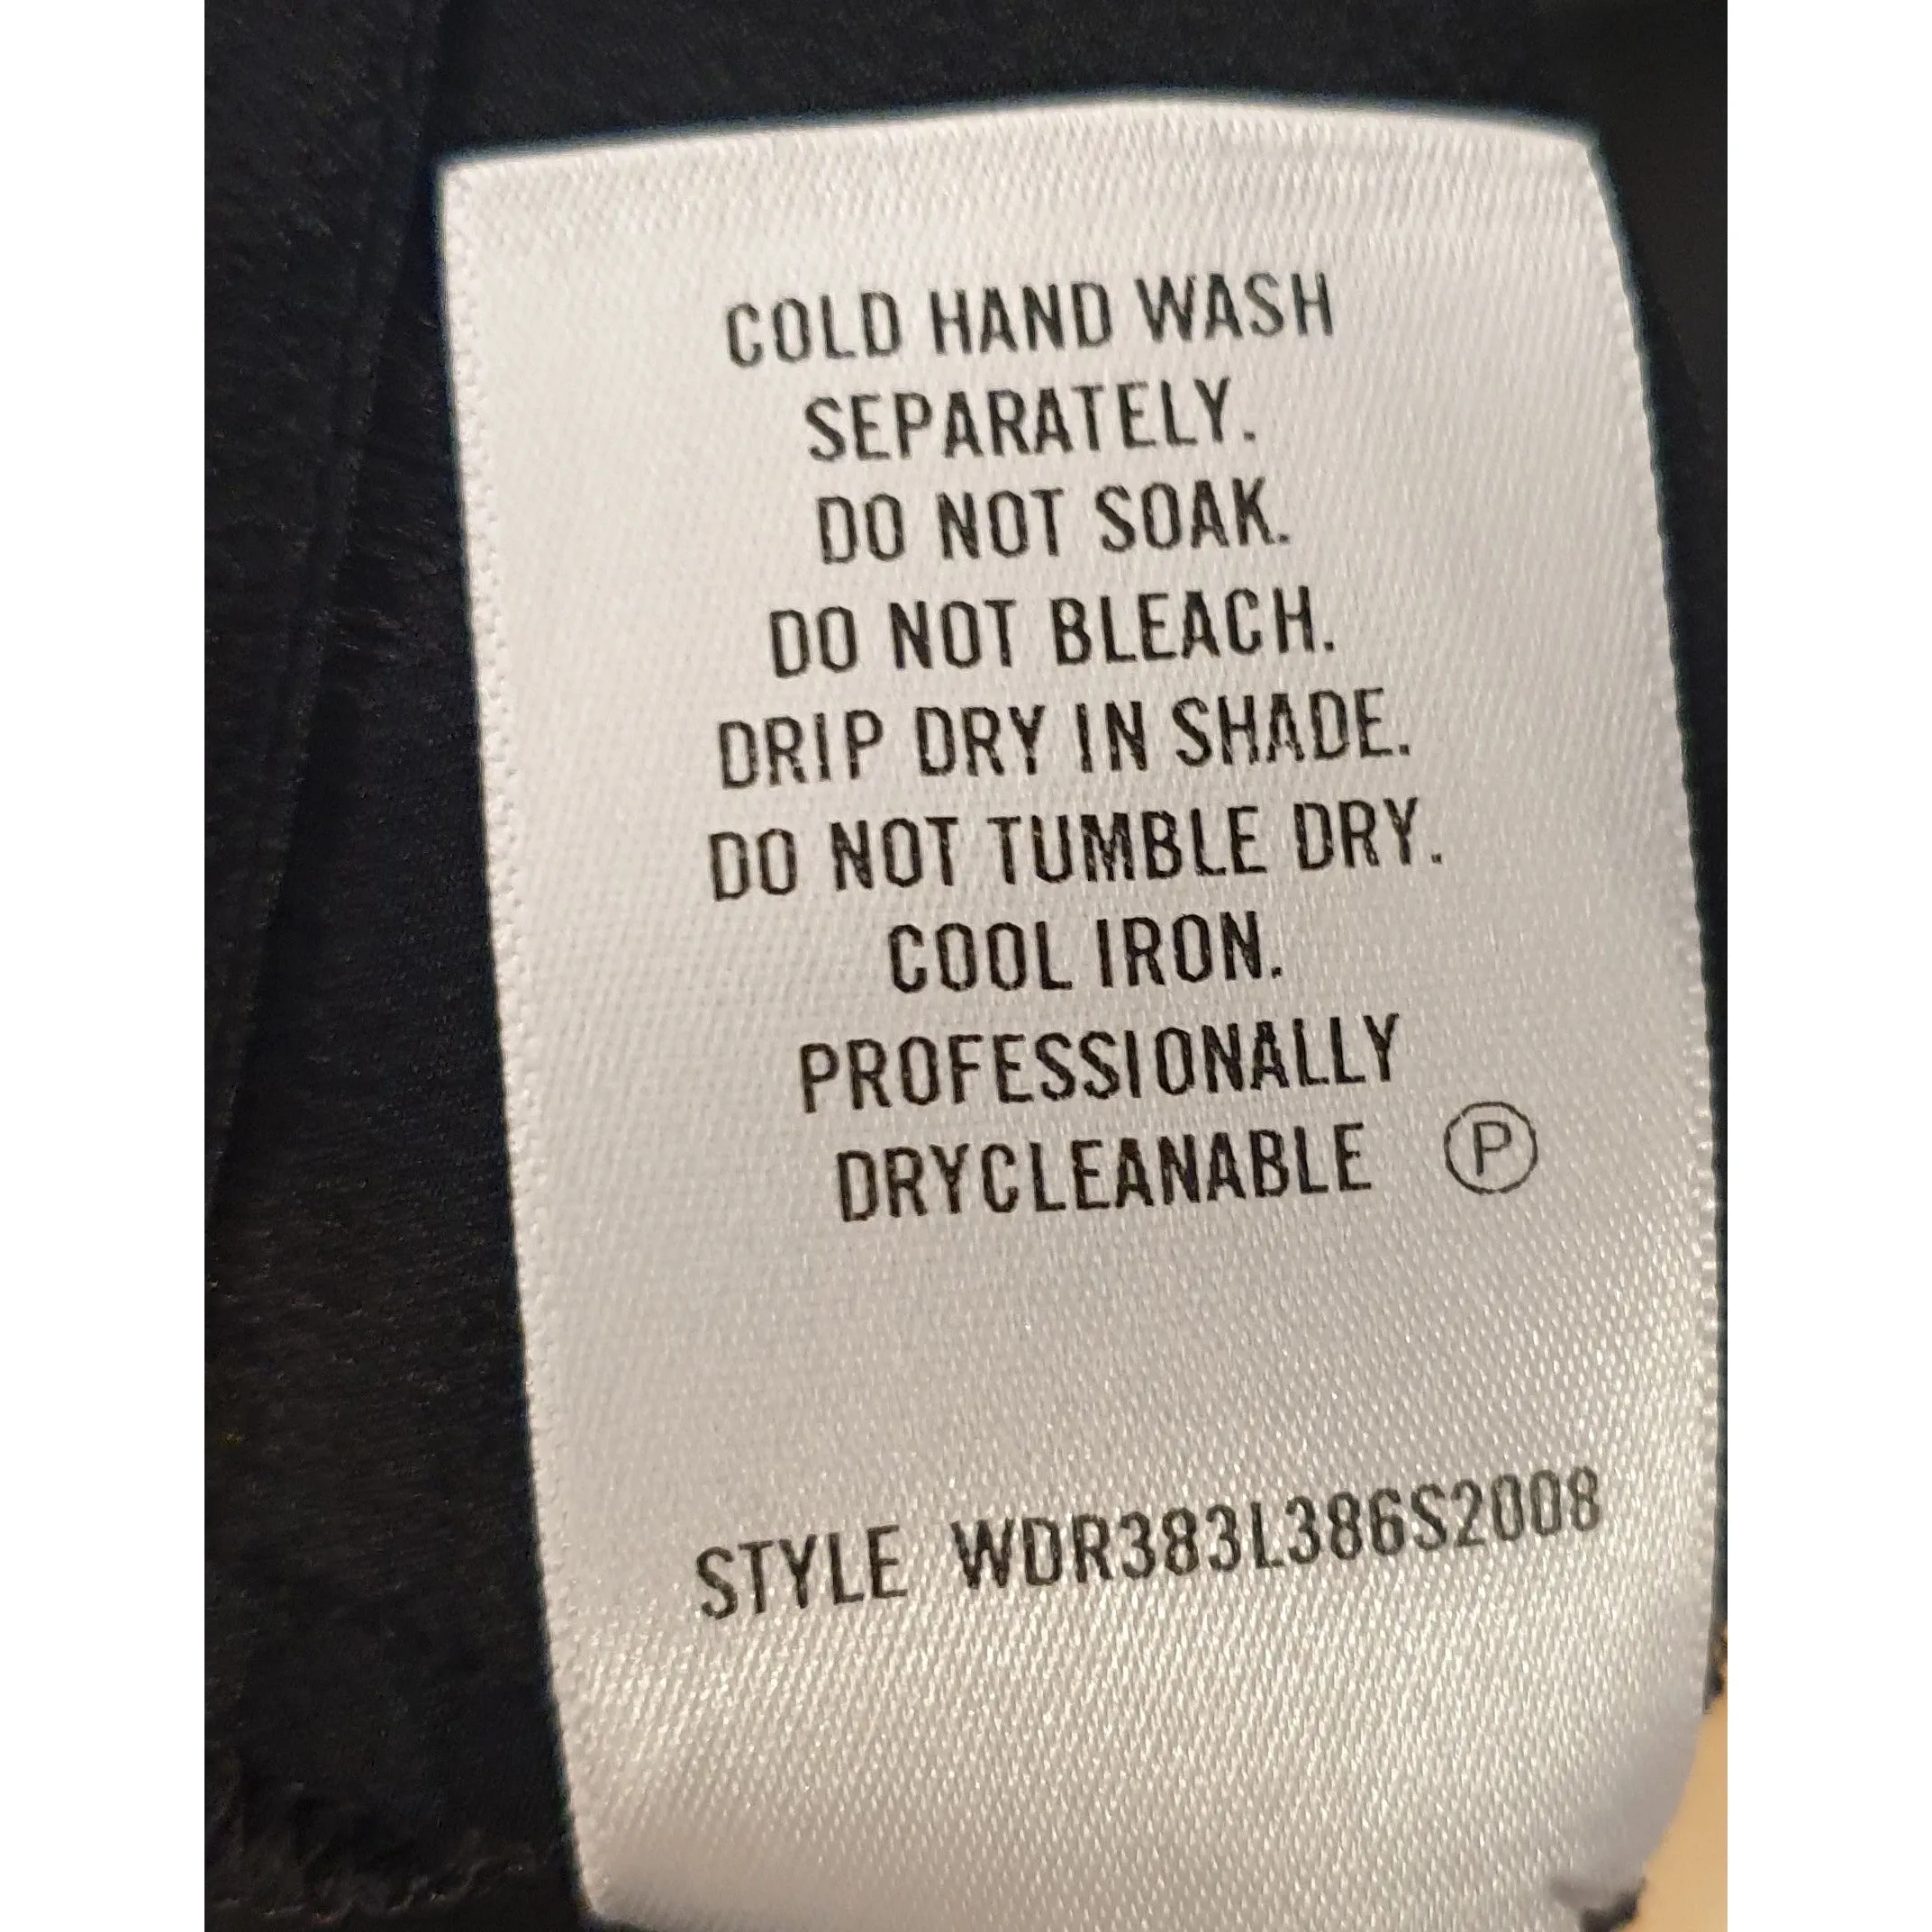 COLD HAND WASH
SEPARATELY.
DO NOT SOAK.
DO NOT BLEACH.
DRIP DRY IN SHADE.
DO NOT TUMBLE DRY.
COOL IRON.
PROFESSIONALLY
DRYCLEANABLE Ⓟ
STYLE WDR383L386S2008